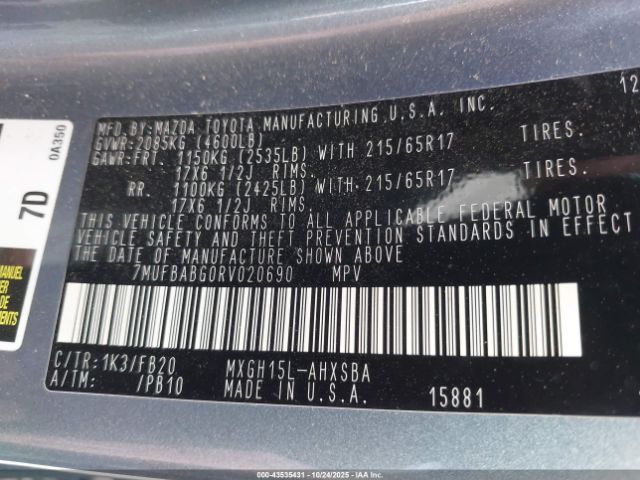 MFD.BY:MAZDA TOYOTA MANUFACTURING U.S.A. INC. 12
GVWR:2085KG (4600LB)
GAWR:FRT. 1150KG (2535LB) WITH 215/65R17 TIRES.
17X6 1/2J RIMS.
RR. 1100KG (2425LB) WITH 215/65R17 TIRES.
17X6 1/2J RIMS.
THIS VEHICLE CONFORMS TO ALL APPLICABLE FEDERAL MOTOR
VEHICLE SAFETY AND THEFT PREVENTION STANDARDS IN EFFECT
ON THE DATE OF MANUFACTURE SHOWN ABOVE
7MUFBABG0RV020690 MPV
C/TR:1K3/FB20 MXGH15L-AHXSBA
A/TM: /PB10 MADE IN U.S.A. 15881
7D
0A350
MANUEL
000-43535431 - 10/24/2025 - IAAI